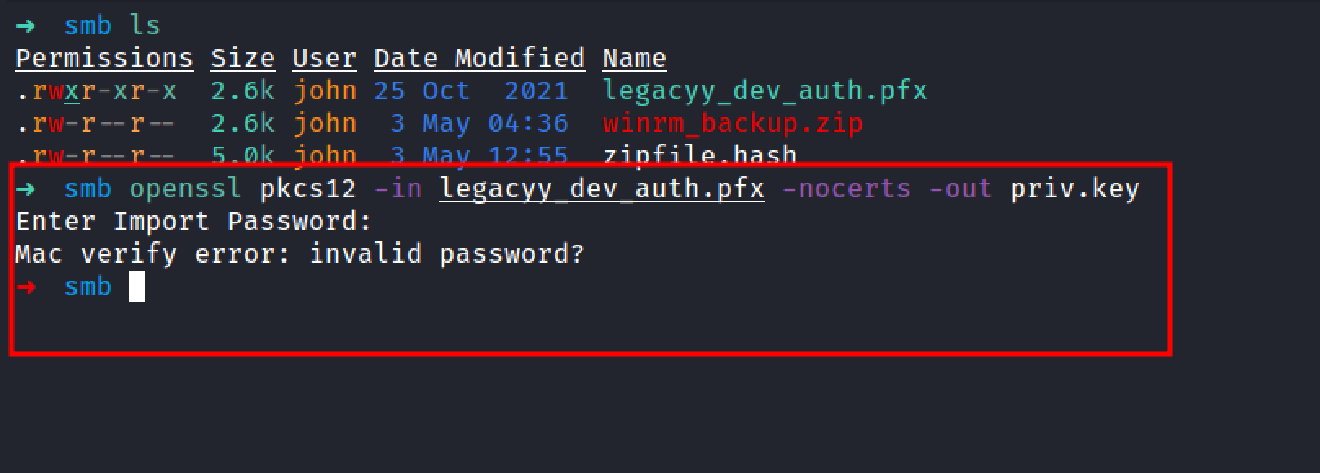 ➜ smb ls
Permissions Size User Date Modified Name
.rwxr-xr-x 2.6k john 25 Oct 2021 legacyy_dev_auth.pfx
.rw-r--r-- 2.6k john 3 May 04:36 winrm_backup.zip
.rw-r--r-- 5.0k john 3 May 12:55 zipfile.hash
➜ smb openssl pkcs12 -in legacyy_dev_auth.pfx -nocerts -out priv.key
Enter Import Password:
Mac verify error: invalid password?
➜ smb